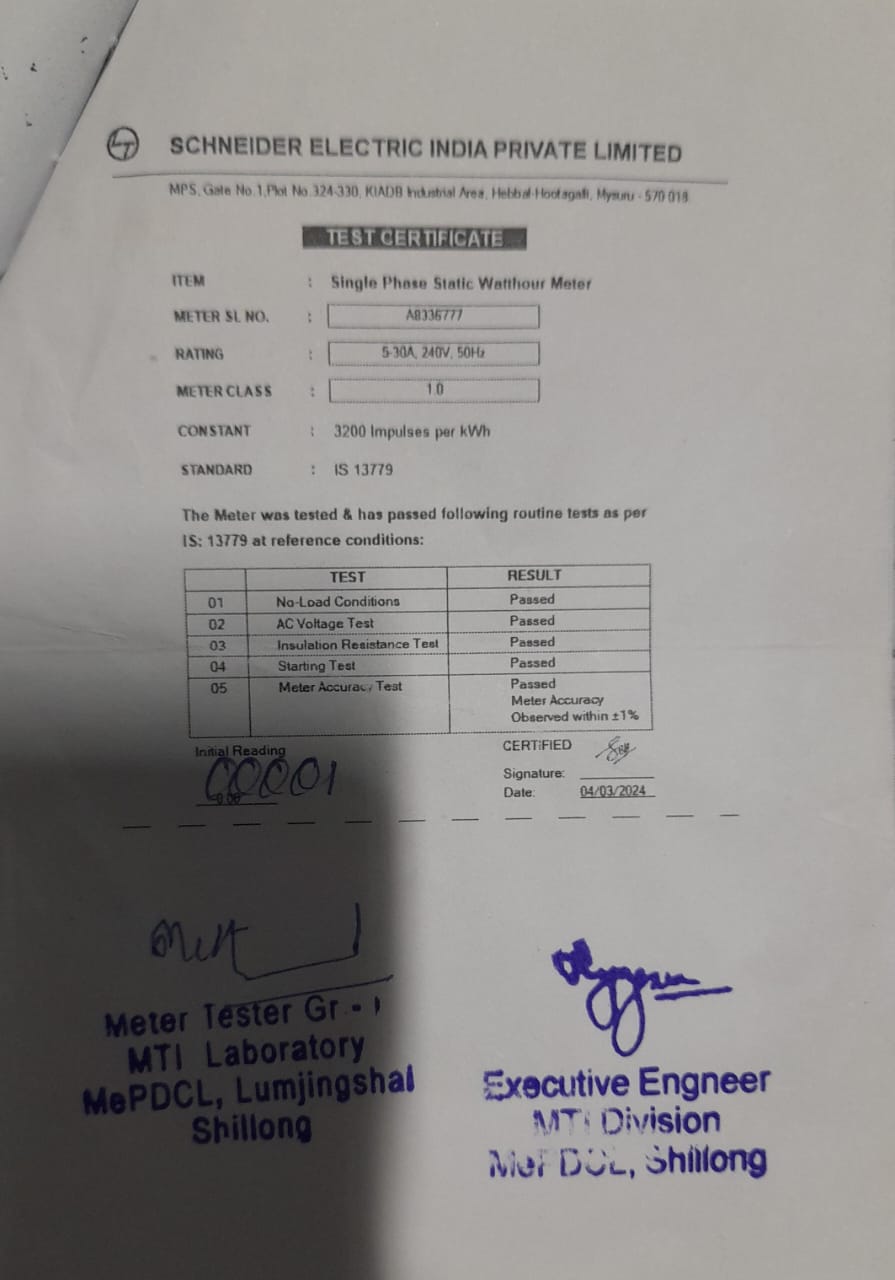 SCHNEIDER ELECTRIC INDIA PRIVATE LIMITED
MPS, Gate No.1,Plot No.324-330, KIADB Industrial Area, Hebbal-Hootagalli, Mysuru - 570 018
TEST CERTIFICATE
ITEM : Single Phase Static Watthour Meter
METER SL NO. : A8336777
RATING : 5-30A, 240V, 50Hz
METER CLASS : 1.0
CONSTANT : 3200 Impulses per kWh
STANDARD : IS 13779
The Meter was tested & has passed following routine tests as per
IS: 13779 at reference conditions:
TEST RESULT
01 No-Load Conditions Passed
02 AC Voltage Test Passed
03 Insulation Resistance Test Passed
04 Starting Test Passed
05 Meter Accuracy Test Passed
Meter Accuracy
Observed within ±1%
Initial Reading CERTIFIED
00001
Signature:
Date: 04/03/2024
Meter Tester Gr - I
MTI Laboratory
MePDCL, Lumjingshai
Shillong
Executive Engneer
MTI Division
MePDCL, Shillong